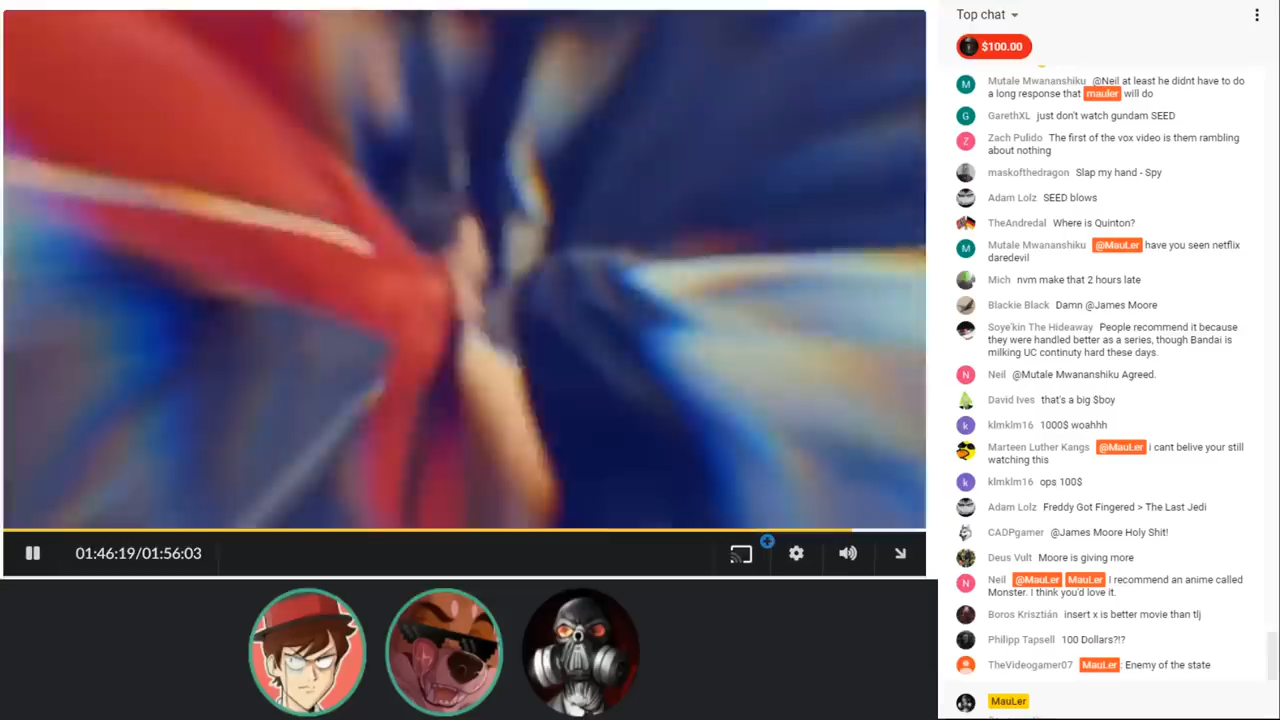 Top chat
$100.00
Mutale Mwananshiku @Neil at least he didnt have to do
a long response that mauler will do
GarethXL just don't watch gundam SEED
Zach Pulido The first of the vox video is them rambling
about nothing
maskofthedragon Slap my hand - Spy
Adam Lolz SEED blows
TheAndredal Where is Quinton?
Mutale Mwananshiku @MauLer have you seen netflix
daredevil
Mich nvm make that 2 hours late
Blackie Black Damn @James Moore
Soye'kin The Hideaway People recommend it because
they were handled better as a series, though Bandai is
milking UC continuty hard these days.
Neil @Mutale Mwananshiku Agreed.
David Ives that's a big $boy
klmklm16 1000$ woahhh
Marteen Luther Kangs @MauLer i cant belive your still
watching this
klmklm16 ops 100$
Adam Lolz Freddy Got Fingered > The Last Jedi
CADPgamer @James Moore Holy Shit!
Deus Vult Moore is giving more
Neil @MauLer MauLer I recommend an anime called
Monster. I think you'd love it.
Boros Krisztián insert x is better movie than tlj
Philipp Tapsell 100 Dollars?!?
TheVideogamer07 MauLer: Enemy of the state
MauLer
01:46:19/01:56:03